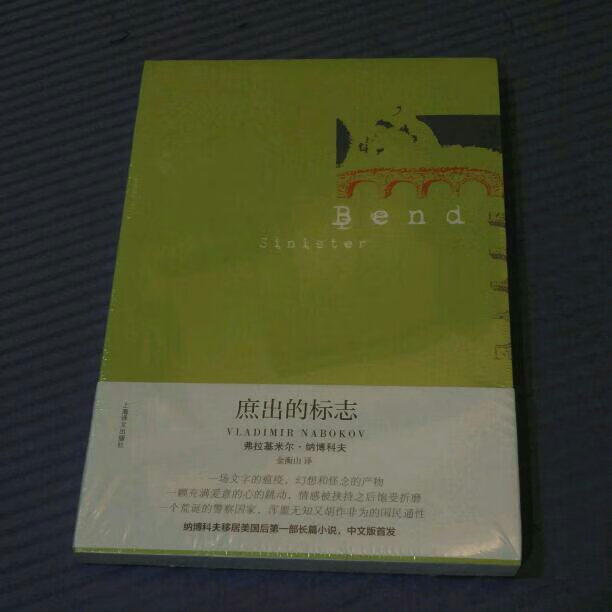 Bend
Sinister
庶出的标志
VLADIMIR NABOKOV
弗拉基米尔·纳博科夫
金衡山 译
上海译文出版社
一场文字的瘟疫，幻想和怪念的产物
一颗充满爱意的心的跳动，情感被挟持之后饱受折磨
一个荒诞的警察国家，浑噩无知又胡作非为的国民通性
纳博科夫移居美国后第一部长篇小说，中文版首发